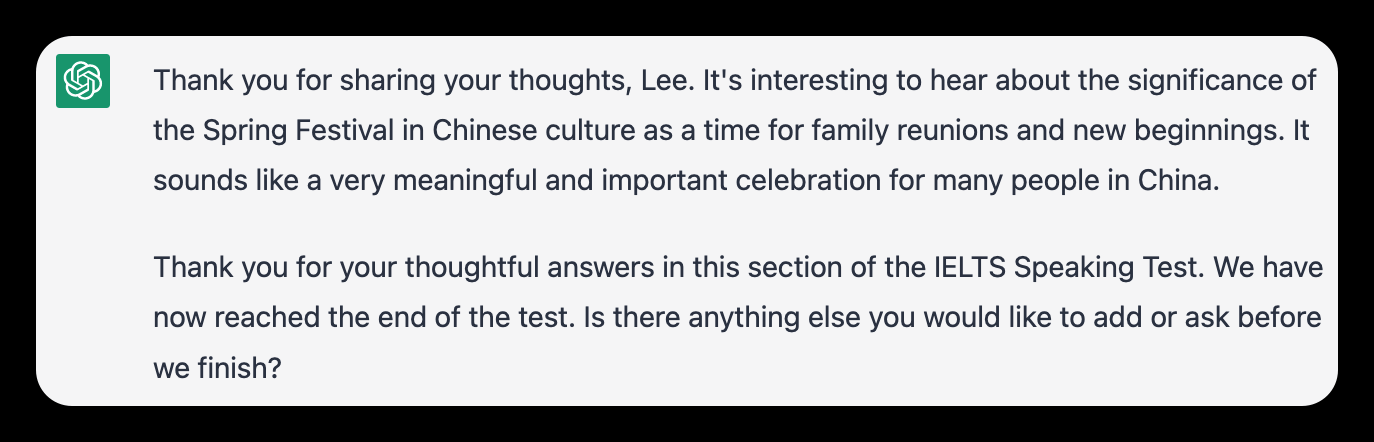 Thank you for sharing your thoughts, Lee. It's interesting to hear about the significance of
the Spring Festival in Chinese culture as a time for family reunions and new beginnings. It
sounds like a very meaningful and important celebration for many people in China.
Thank you for your thoughtful answers in this section of the IELTS Speaking Test. We have
now reached the end of the test. Is there anything else you would like to add or ask before
we finish?